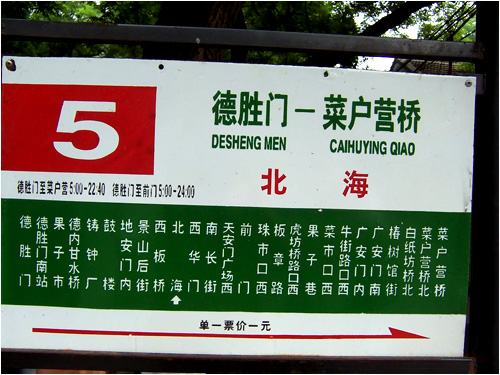 5
德胜门－菜户营桥
DESHENG MEN CAIHUYING QIAO
德胜门至菜户营5:00-22:40 德胜门至前门5:00-24:00
北海
德胜门
德胜门南站
果子市
德内甘水桥
铸钟厂
鼓楼
地安门内
景山后街
西板桥
北海
西华门
南长街
天安门广场西
前门
珠市口西
板章路
虎坊桥路口西
果子巷
菜市口西
牛街路口西
广安门内
广安门南
椿树馆街
白纸坊桥北
菜户营桥北
菜户营桥
单一票价一元